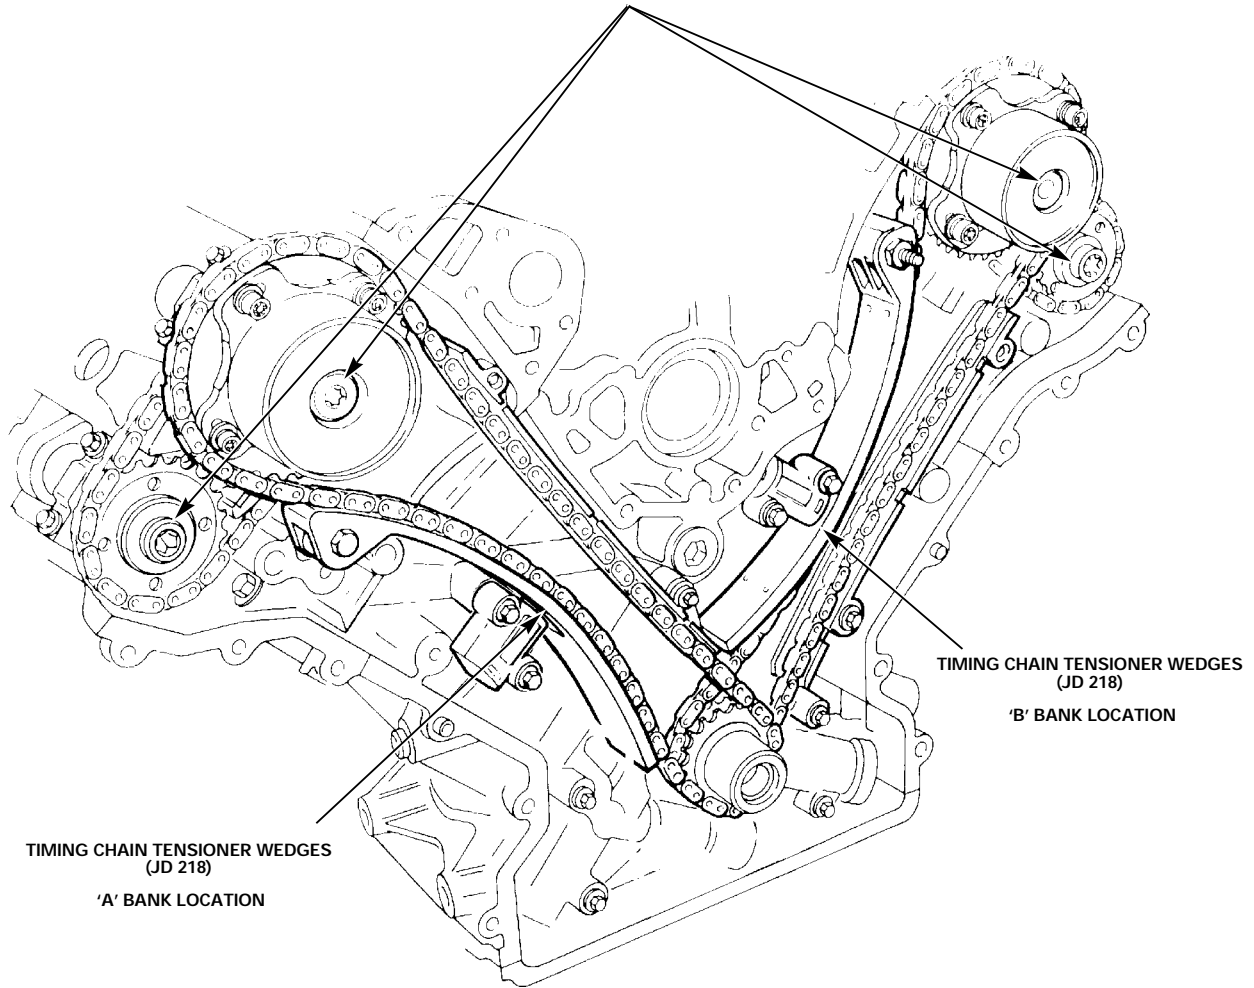 TIMING CHAIN TENSIONER WEDGES
(JD 218)
‘B’ BANK LOCATION
TIMING CHAIN TENSIONER WEDGES
(JD 218)
‘A’ BANK LOCATION